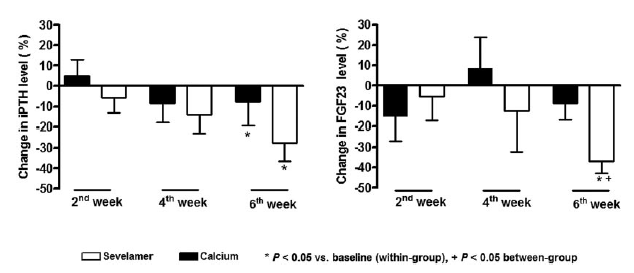 30
20
10
0
-10
-20
-30
-40
-50
Change in iPTH level ( %)
*
*
2nd week
4th week
6th week
30
20
10
0
-10
-20
-30
-40
-50
Change in FGF23 level ( %)
* +
2nd week
4th week
6th week
Sevelamer
Calcium
* P < 0.05 vs. baseline (within-group), + P < 0.05 between-group